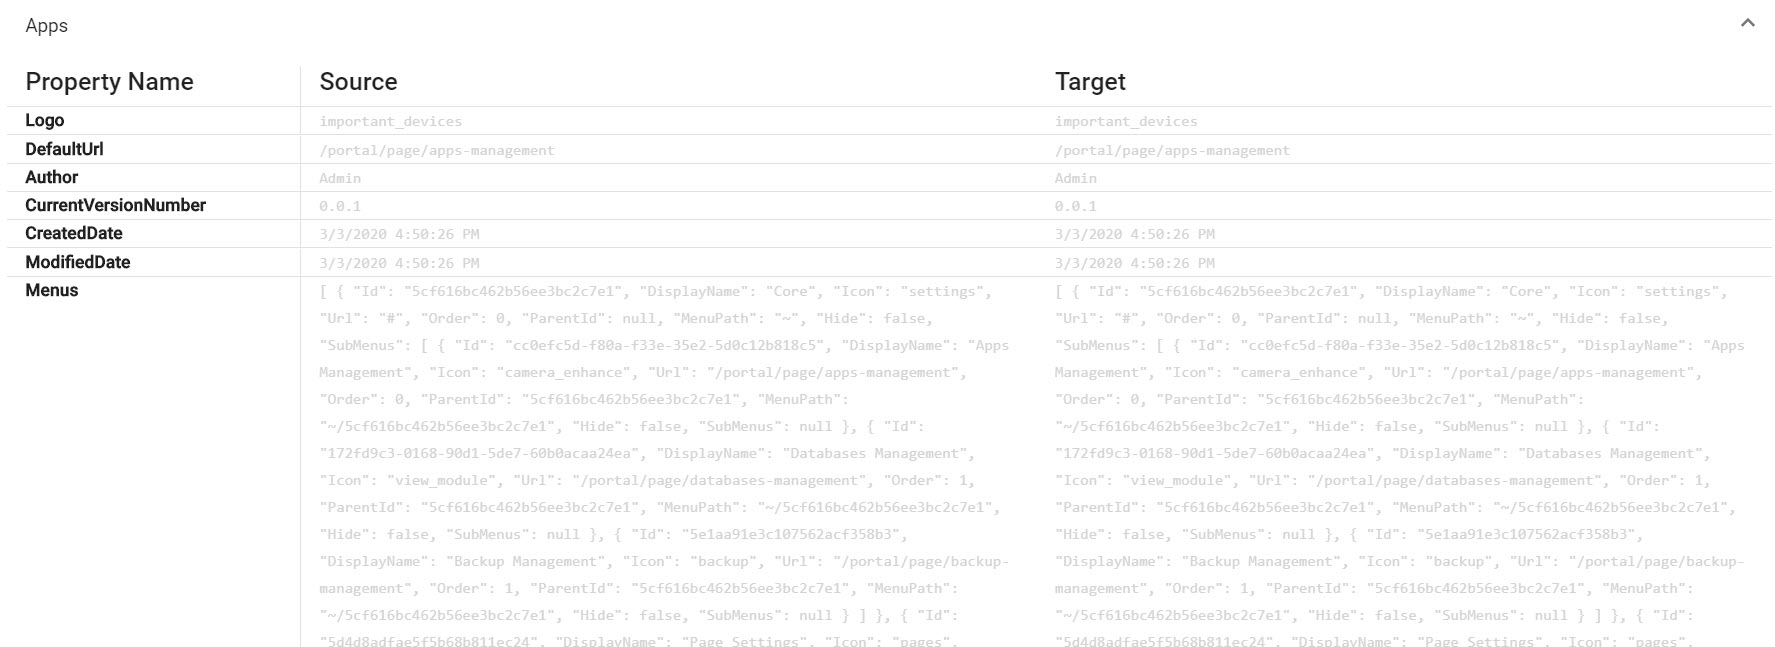 Apps
Property Name Source Target
Logo important_devices important_devices
DefaultUrl /portal/page/apps-management /portal/page/apps-management
Author Admin Admin
CurrentVersionNumber 0.0.1 0.0.1
CreatedDate 3/3/2020 4:50:26 PM 3/3/2020 4:50:26 PM
ModifiedDate 3/3/2020 4:50:26 PM 3/3/2020 4:50:26 PM
Menus
[ { "Id": "5cf616bc462b56ee3bc2c7e1", "DisplayName": "Core", "Icon": "settings",
"Url": "#", "Order": 0, "ParentId": null, "MenuPath": "~", "Hide": false,
"SubMenus": [ { "Id": "cc0efc5d-f80a-f33e-35e2-5d0c12b818c5", "DisplayName": "Apps
Management", "Icon": "camera_enhance", "Url": "/portal/page/apps-management",
"Order": 0, "ParentId": "5cf616bc462b56ee3bc2c7e1", "MenuPath":
"~/5cf616bc462b56ee3bc2c7e1", "Hide": false, "SubMenus": null }, { "Id":
"172fd9c3-0168-90d1-5de7-60b0acaa24ea", "DisplayName": "Databases Management",
"Icon": "view_module", "Url": "/portal/page/databases-management", "Order": 1,
"ParentId": "5cf616bc462b56ee3bc2c7e1", "MenuPath": "~/5cf616bc462b56ee3bc2c7e1",
"Hide": false, "SubMenus": null }, { "Id": "5e1aa91e3c107562acf358b3",
"DisplayName": "Backup Management", "Icon": "backup", "Url": "/portal/page/backup-
management", "Order": 1, "ParentId": "5cf616bc462b56ee3bc2c7e1", "MenuPath":
"~/5cf616bc462b56ee3bc2c7e1", "Hide": false, "SubMenus": null } ] }, { "Id":
"5d4d8adfae5f5b68b811ec24", "DisplayName": "Page Settings", "Icon": "pages",
[ { "Id": "5cf616bc462b56ee3bc2c7e1", "DisplayName": "Core", "Icon": "settings",
"Url": "#", "Order": 0, "ParentId": null, "MenuPath": "~", "Hide": false,
"SubMenus": [ { "Id": "cc0efc5d-f80a-f33e-35e2-5d0c12b818c5", "DisplayName": "Apps
Management", "Icon": "camera_enhance", "Url": "/portal/page/apps-management",
"Order": 0, "ParentId": "5cf616bc462b56ee3bc2c7e1", "MenuPath":
"~/5cf616bc462b56ee3bc2c7e1", "Hide": false, "SubMenus": null }, { "Id":
"172fd9c3-0168-90d1-5de7-60b0acaa24ea", "DisplayName": "Databases Management",
"Icon": "view_module", "Url": "/portal/page/databases-management", "Order": 1,
"ParentId": "5cf616bc462b56ee3bc2c7e1", "MenuPath": "~/5cf616bc462b56ee3bc2c7e1",
"Hide": false, "SubMenus": null }, { "Id": "5e1aa91e3c107562acf358b3",
"DisplayName": "Backup Management", "Icon": "backup", "Url": "/portal/page/backup-
management", "Order": 1, "ParentId": "5cf616bc462b56ee3bc2c7e1", "MenuPath":
"~/5cf616bc462b56ee3bc2c7e1", "Hide": false, "SubMenus": null } ] }, { "Id":
"5d4d8adfae5f5b68b811ec24", "DisplayName": "Page Settings", "Icon": "pages",